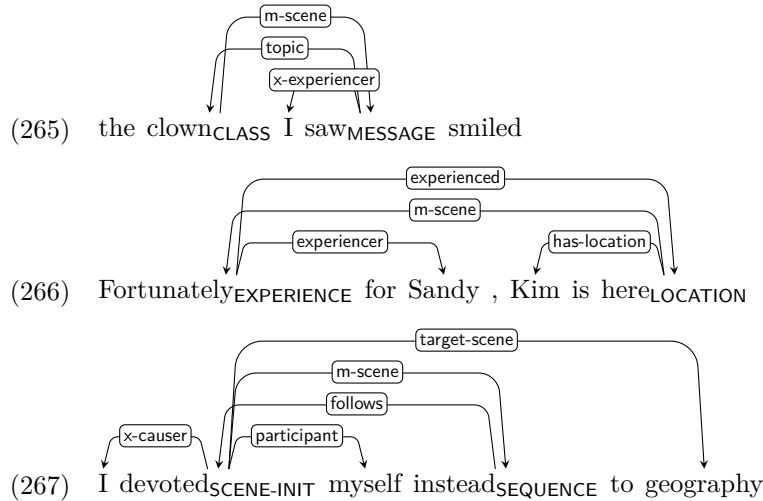 m-scene
topic
x-experiencer
(265) the clownCLASS I sawMESSAGE smiled
experienced
m-scene
experiencer has-location
(266) FortunatelyEXPERIENCE for Sandy , Kim is hereLOCATION
target-scene
m-scene
follows
x-causer participant
(267) I devotedSCENE-INIT myself insteadSEQUENCE to geography